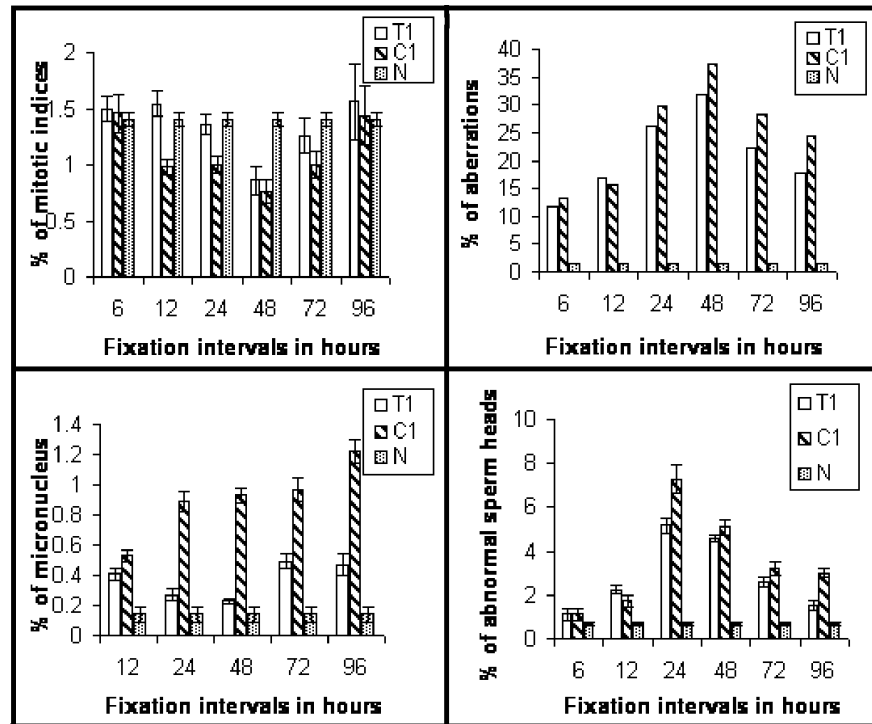 % of mitotic indices
2
1.5
1
0.5
0
T1
C1
N
6 12 24 48 72 96
Fixation intervals in hours
% of aberrations
40
35
30
25
20
15
10
5
0
T1
C1
N
6 12 24 48 72 96
Fixation intervals in hours
% of micronucleus
1.4
1.2
1
0.8
0.6
0.4
0.2
0
T1
C1
N
12 24 48 72 96
Fixation intervals in hours
% of abnormal sperm heads
10
8
6
4
2
0
T1
C1
N
6 12 24 48 72 96
Fixation intervals in hours